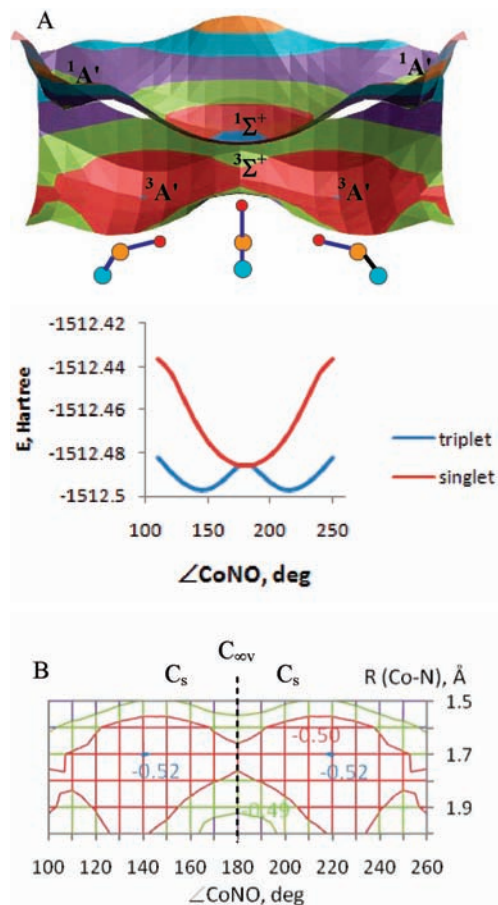 A
¹A' ¹A'
¹Σ⁺
³Σ⁺
³A' ³A'
-1512.42
-1512.44
-1512.46
-1512.48
-1512.5
E, Hartree
triplet
singlet
100 150 200 250
∠CoNO, deg
B
C∞v
Cs Cs
R (Co-N), Å
1.5
-0.50
1.7
-0.52 -0.52
-0.49
1.9
100 120 140 160 180 200 220 240 260
∠CoNO, deg